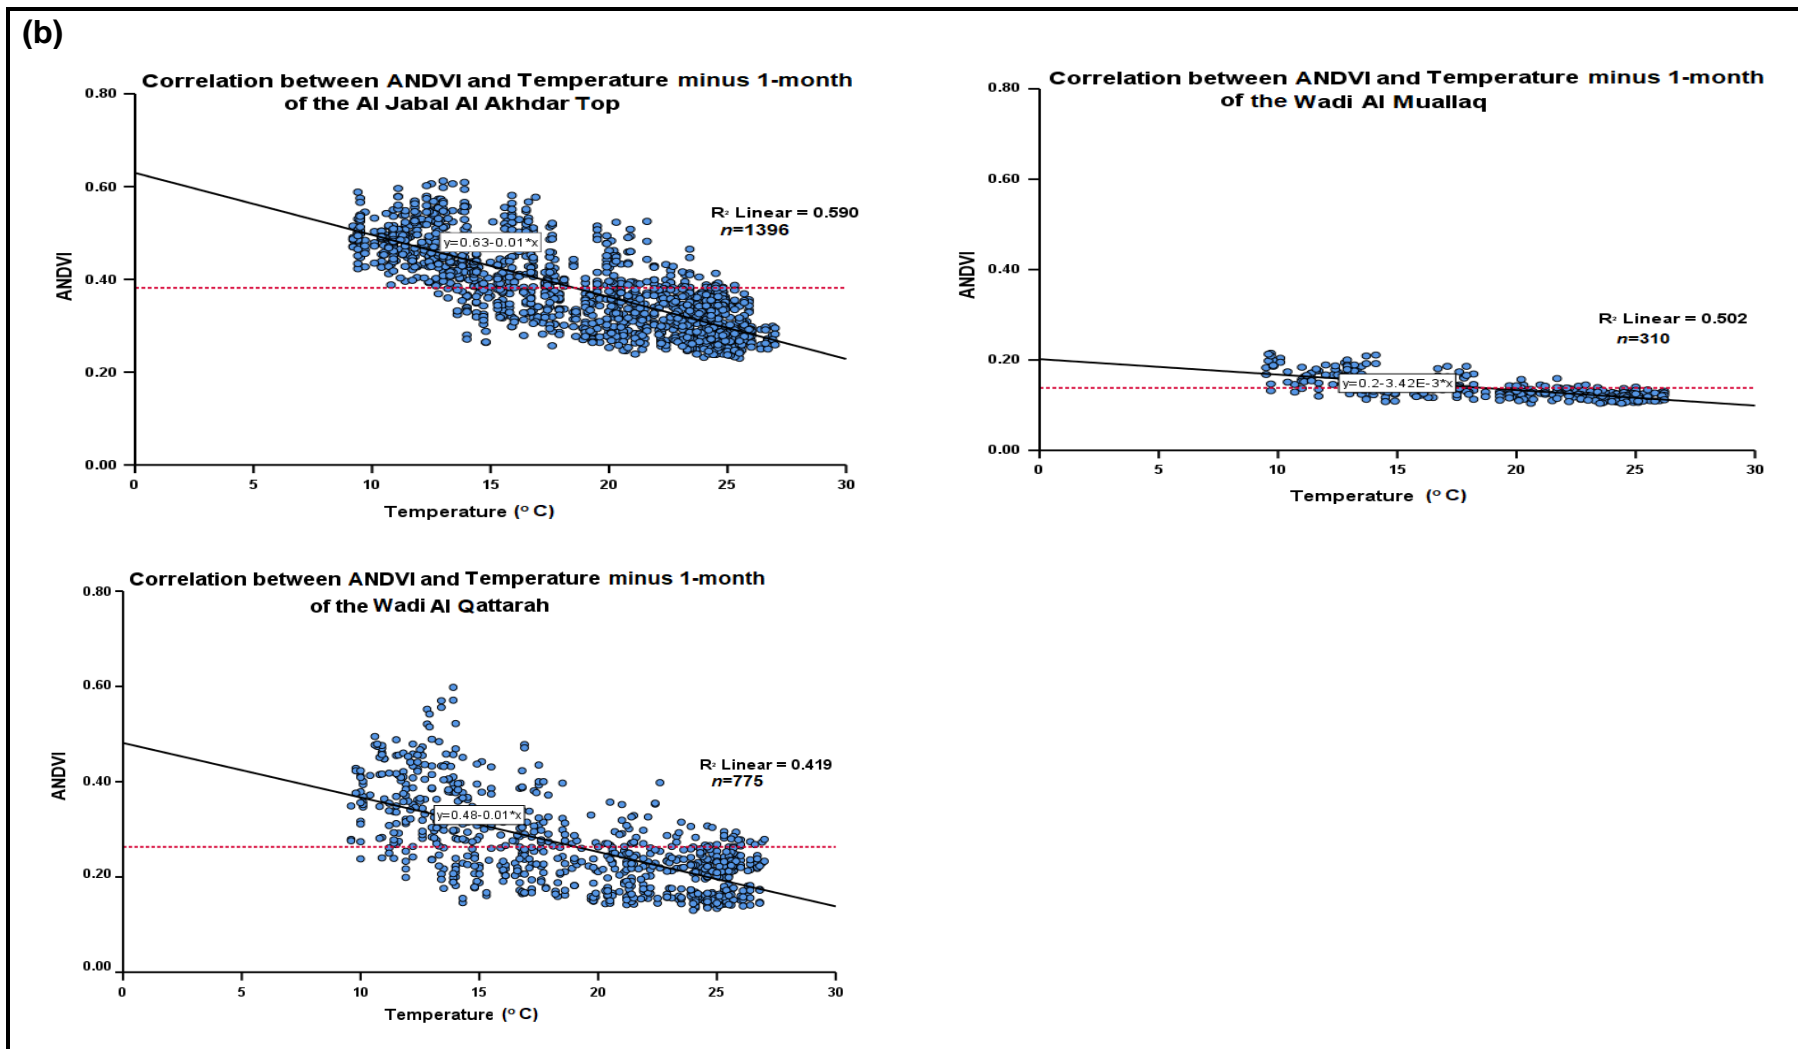 (b)
Correlation between ANDVI and Temperature minus 1-month
of the Al Jabal Al Akhdar Top
0.80
0.60
0.40
0.20
0.00
ANDVI
R² Linear = 0.590
n=1396
y=0.63-0.01*x
0 5 10 15 20 25 30
Temperature (° C)
Correlation between ANDVI and Temperature minus 1-month
of the Wadi Al Muallaq
0.80
0.60
0.40
0.20
0.00
ANDVI
R² Linear = 0.502
n=310
y=0.2-3.42E-3*x
0 5 10 15 20 25 30
Temperature (° C)
Correlation between ANDVI and Temperature minus 1-month
of the Wadi Al Qattarah
0.80
0.60
0.40
0.20
0.00
ANDVI
R² Linear = 0.419
n=775
y=0.48-0.01*x
0 5 10 15 20 25 30
Temperature (° C)